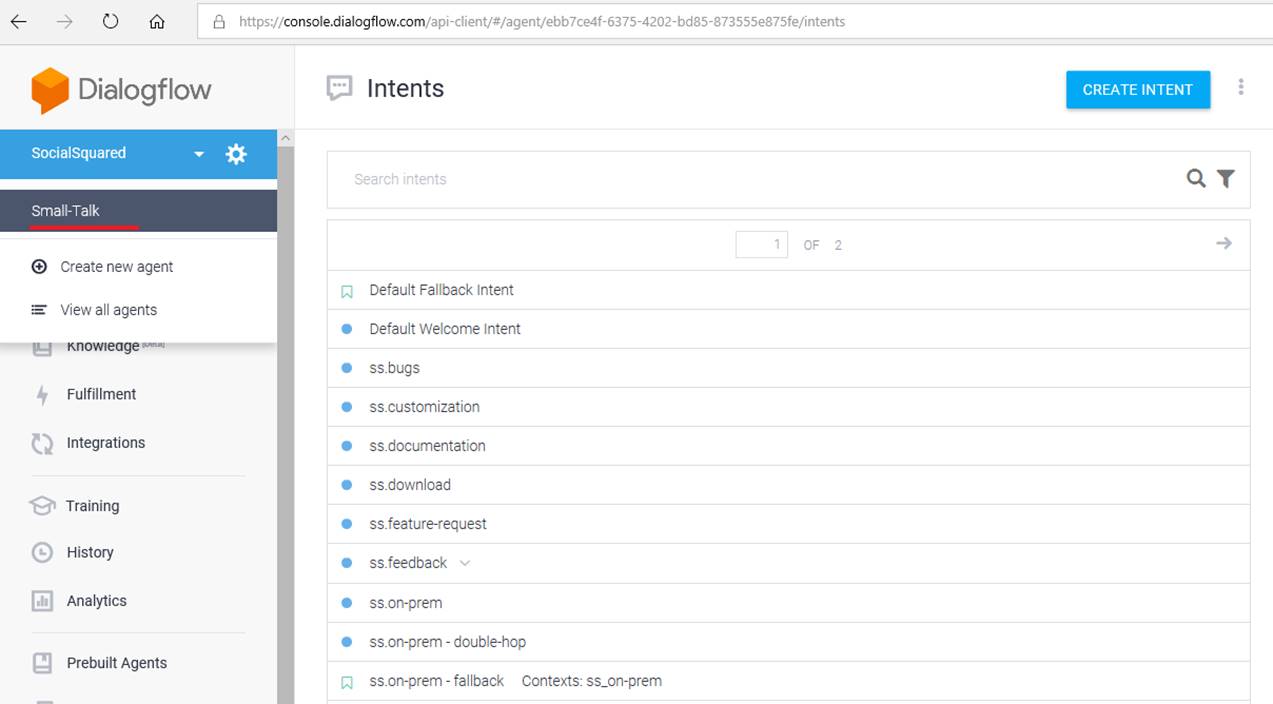 https://console.dialogflow.com/api-client/#/agent/ebb7ce4f-6375-4202-bd85-873555e875fe/intents
Dialogflow
SocialSquared
Small-Talk
Create new agent
View all agents
Knowledge [beta]
Fulfillment
Integrations
Training
History
Analytics
Prebuilt Agents
Intents
CREATE INTENT
Search intents
1 OF 2
Default Fallback Intent
Default Welcome Intent
ss.bugs
ss.customization
ss.documentation
ss.download
ss.feature-request
ss.feedback
ss.on-prem
ss.on-prem - double-hop
ss.on-prem - fallback Contexts: ss_on-prem